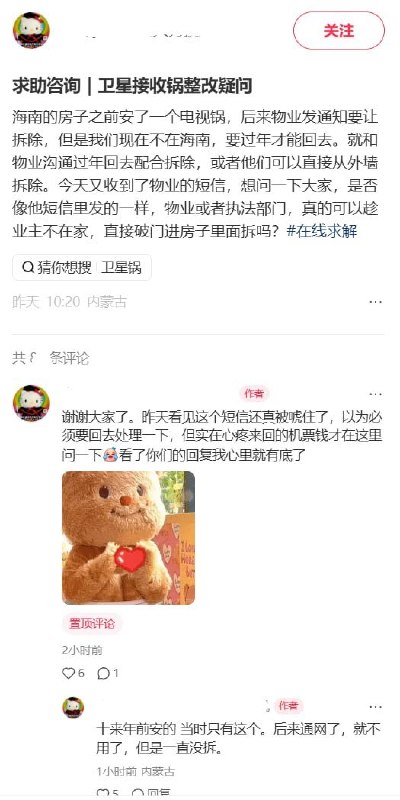 关注
求助咨询 | 卫星接收锅整改疑问
海南的房子之前安了一个电视锅，后来物业发通知要让
拆除，但是我们现在不在海南，要过年才能回去。就和
物业沟通过年回去配合拆除，或者他们可以直接从外墙
拆除。今天又收到了物业的短信，想问一下大家，是否
像他短信里发的一样，物业或者执法部门，真的可以趁
业主不在家，直接破门进房子里面拆吗？#在线求解
猜你想搜 卫星锅
昨天 10:20 内蒙古
共 条评论
作者
谢谢大家了。昨天看见这个短信还真被唬住了，以为必
须要回去处理一下，但实在心疼来回的机票钱才在这里
问一下看了你们的回复我心里就有底了
置顶评论
2小时前
6 1
作者
十来年前安的 当时只有这个。后来通网了，就不
用了，但是一直没拆。
1小时前 内蒙古
5 回复